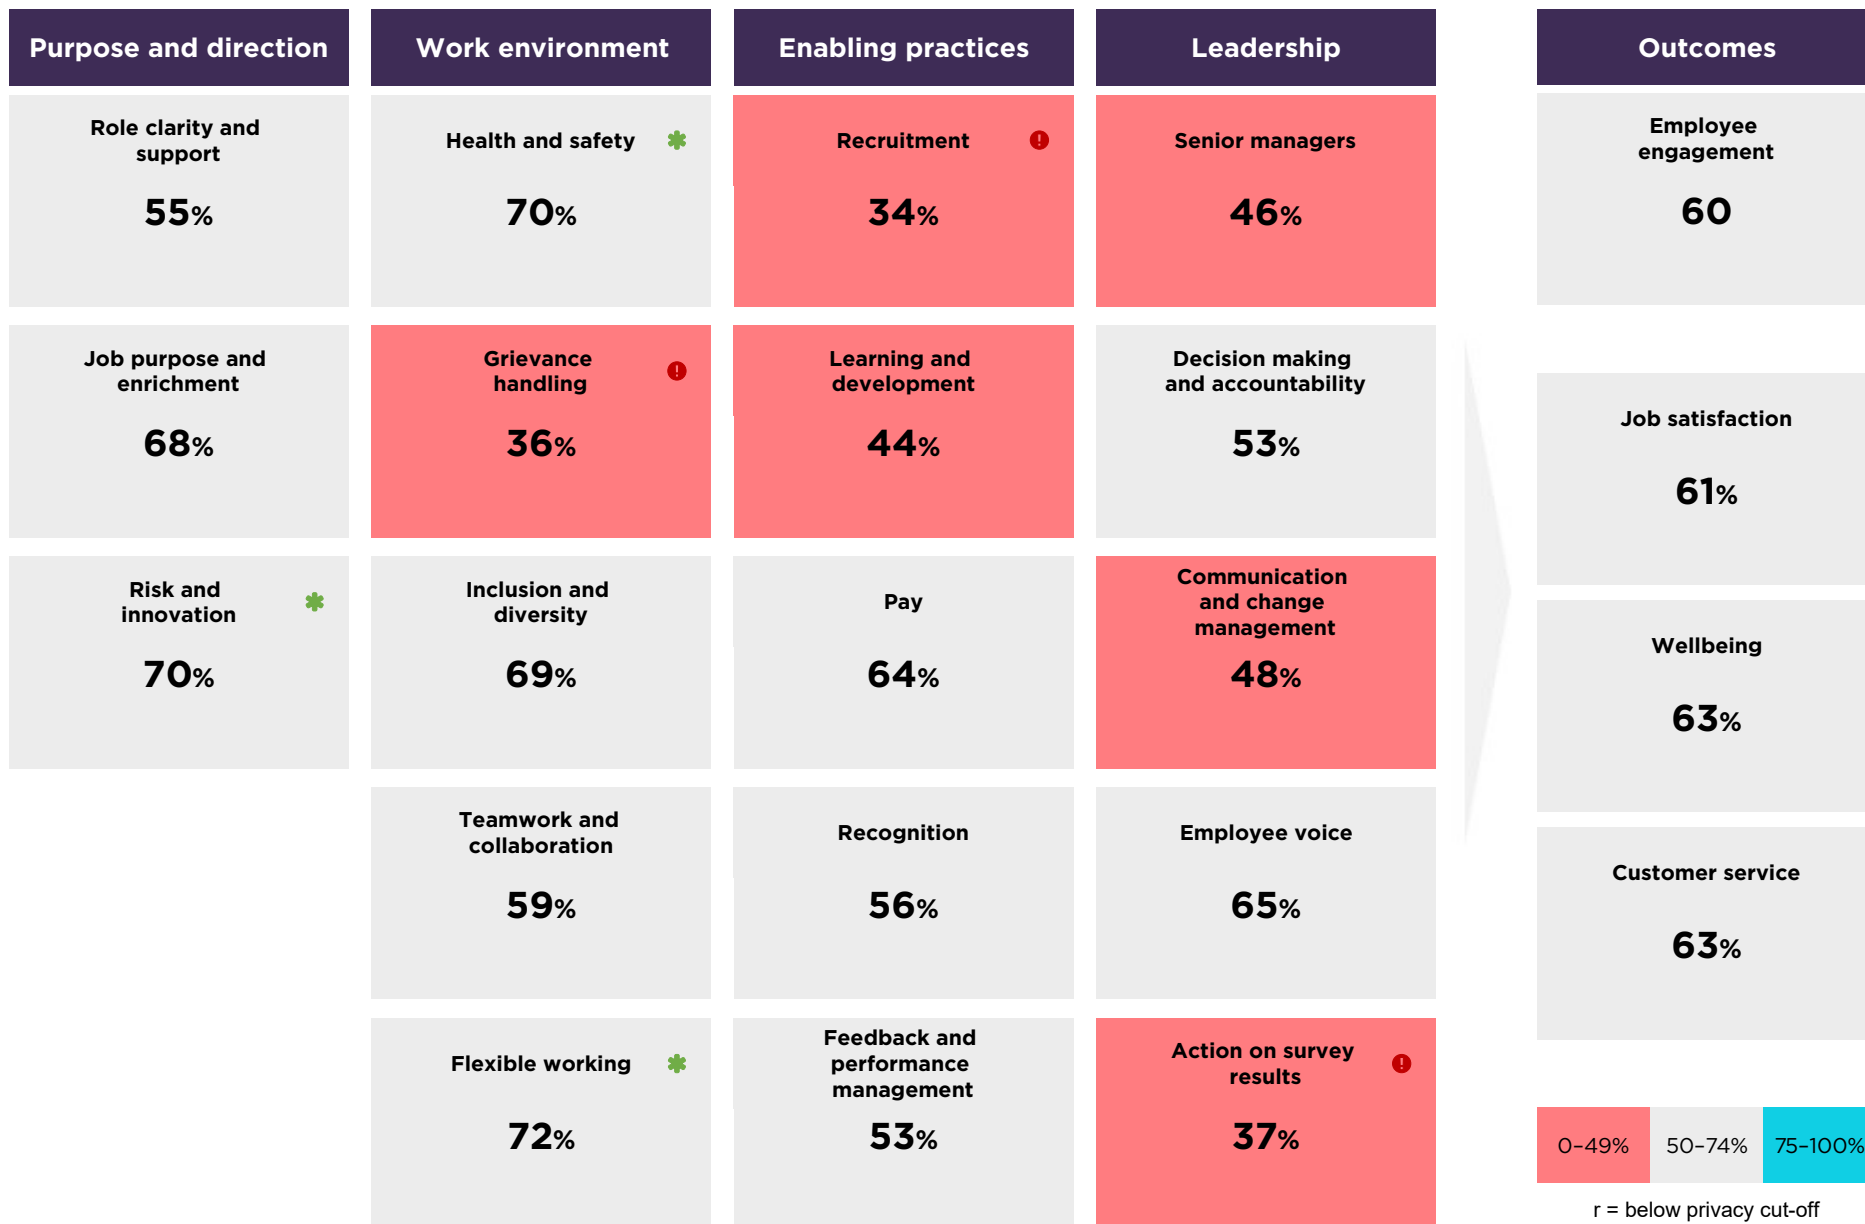 Purpose and direction
Work environment
Enabling practices
Leadership
Outcomes
Role clarity and
support
55%
Health and safety
70%
Recruitment
!
34%
Senior managers
46%
Employee
engagement
60
Job purpose and
enrichment
68%
Grievance
handling
!
36%
Learning and
development
44%
Decision making
and accountability
53%
Job satisfaction
61%
Risk and
innovation
70%
Inclusion and
diversity
69%
Pay
64%
Communication
and change
management
48%
Wellbeing
63%
Teamwork and
collaboration
59%
Recognition
56%
Employee voice
65%
Customer service
63%
Flexible working
72%
Feedback and
performance
management
53%
Action on survey
results
!
37%
0–49%
50–74%
75–100%
r = below privacy cut-off